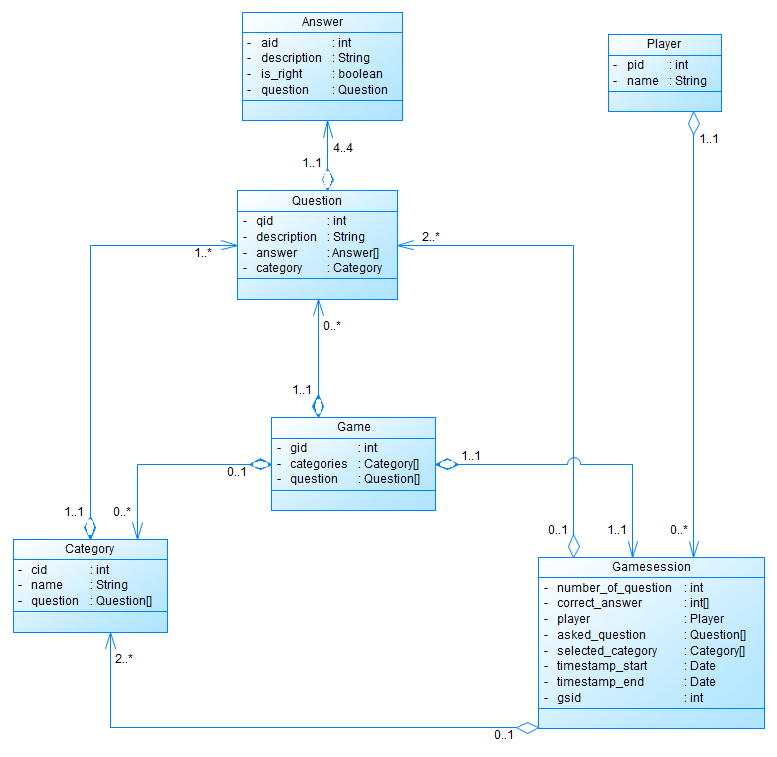 Answer
- aid : int
- description : String
- is_right : boolean
- question : Question
Player
- pid : int
- name : String
4..4
1..1
1..1
Question
- qid : int
- description : String
- answer : Answer[]
- category : Category
1..*
2..*
0..*
1..1
Game
- gid : int
- categories : Category[]
- question : Question[]
0..1
1..1
1..1
0..*
0..1
1..1
0..*
Category
- cid : int
- name : String
- question : Question[]
Gamesession
- number_of_question : int
- correct_answer : int[]
- player : Player
- asked_question : Question[]
- selected_category : Category[]
- timestamp_start : Date
- timestamp_end : Date
- gsid : int
2..*
0..1